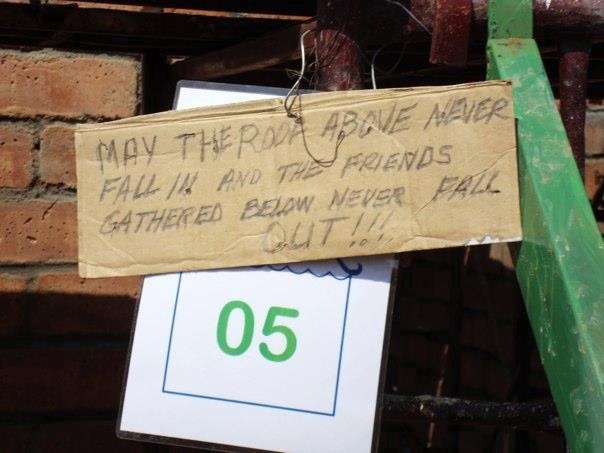 MAY THE ROOF ABOVE NEVER
FALL IN AND THE FRIENDS
GATHERED BELOW NEVER FALL
OUT!!!
05